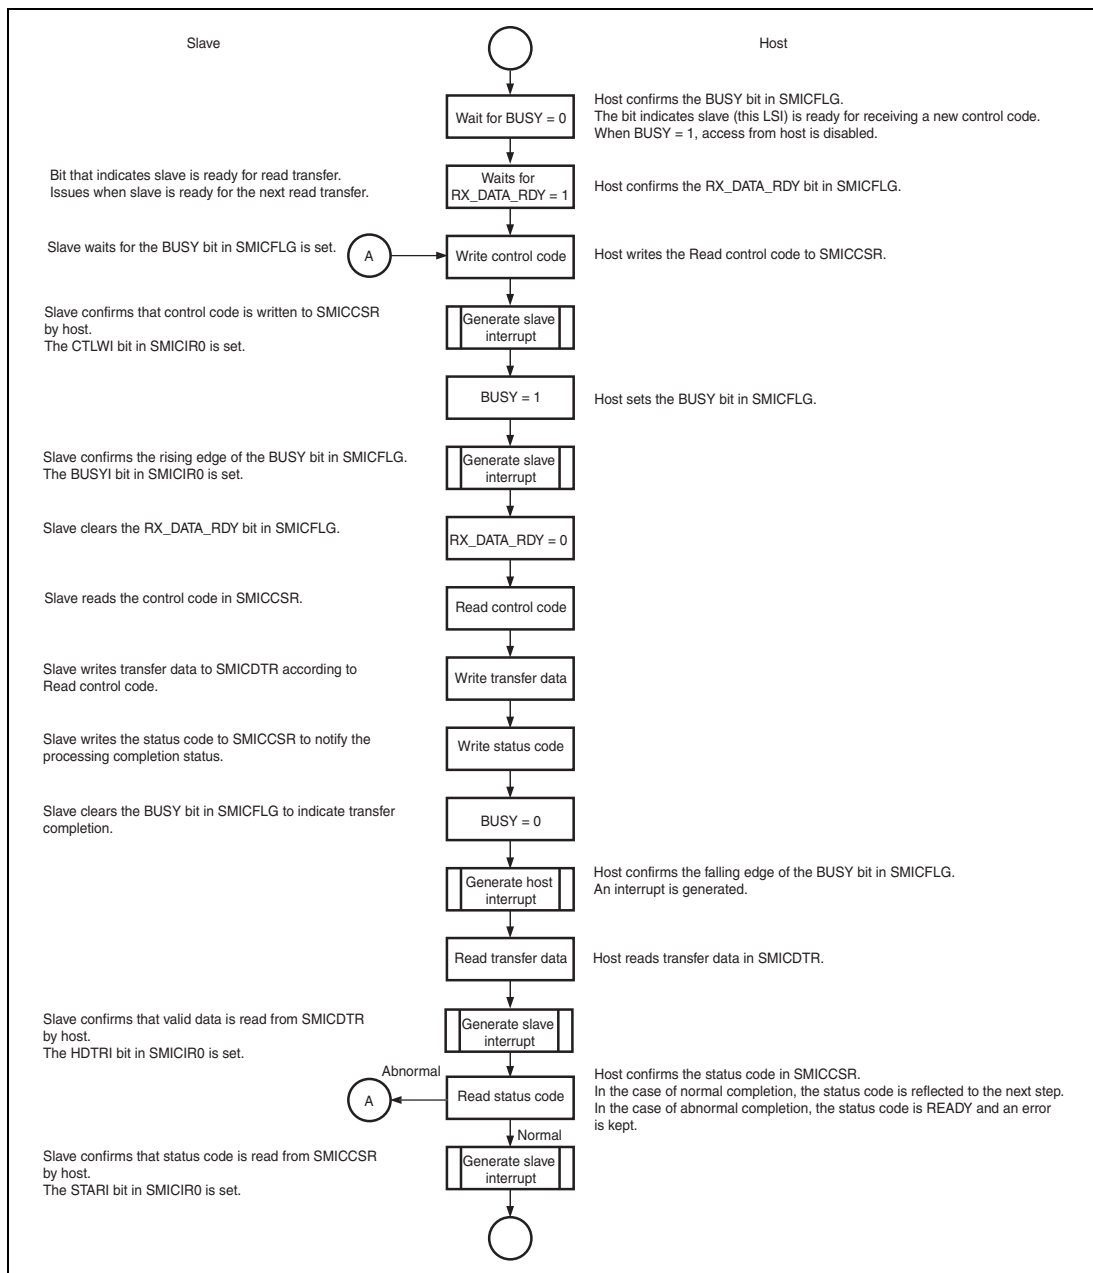 Slave
Host
Wait for BUSY = 0
Host confirms the BUSY bit in SMICFLG.
The bit indicates slave (this LSI) is ready for receiving a new control code.
When BUSY = 1, access from host is disabled.
Bit that indicates slave is ready for read transfer.
Issues when slave is ready for the next read transfer.
Waits for
RX_DATA_RDY = 1
Host confirms the RX_DATA_RDY bit in SMICFLG.
Slave waits for the BUSY bit in SMICFLG is set.
A
Write control code
Host writes the Read control code to SMICCSR.
Slave confirms that control code is written to SMICCSR
by host.
The CTLWI bit in SMICIR0 is set.
Generate slave
interrupt
BUSY = 1
Host sets the BUSY bit in SMICFLG.
Slave confirms the rising edge of the BUSY bit in SMICFLG.
The BUSYI bit in SMICIR0 is set.
Generate slave
interrupt
Slave clears the RX_DATA_RDY bit in SMICFLG.
RX_DATA_RDY = 0
Slave reads the control code in SMICCSR.
Read control code
Slave writes transfer data to SMICDTR according to
Read control code.
Write transfer data
Slave writes the status code to SMICCSR to notify the
processing completion status.
Write status code
Slave clears the BUSY bit in SMICFLG to indicate transfer
completion.
BUSY = 0
Generate host
interrupt
Host confirms the falling edge of the BUSY bit in SMICFLG.
An interrupt is generated.
Read transfer data
Host reads transfer data in SMICDTR.
Slave confirms that valid data is read from SMICDTR
by host.
The HDTRI bit in SMICIR0 is set.
Generate slave
interrupt
Abnormal
A
Read status code
Host confirms the status code in SMICCSR.
In the case of normal completion, the status code is reflected to the next step.
In the case of abnormal completion, the status code is READY and an error
is kept.
Normal
Slave confirms that status code is read from SMICCSR
by host.
The STARI bit in SMICIR0 is set.
Generate slave
interrupt